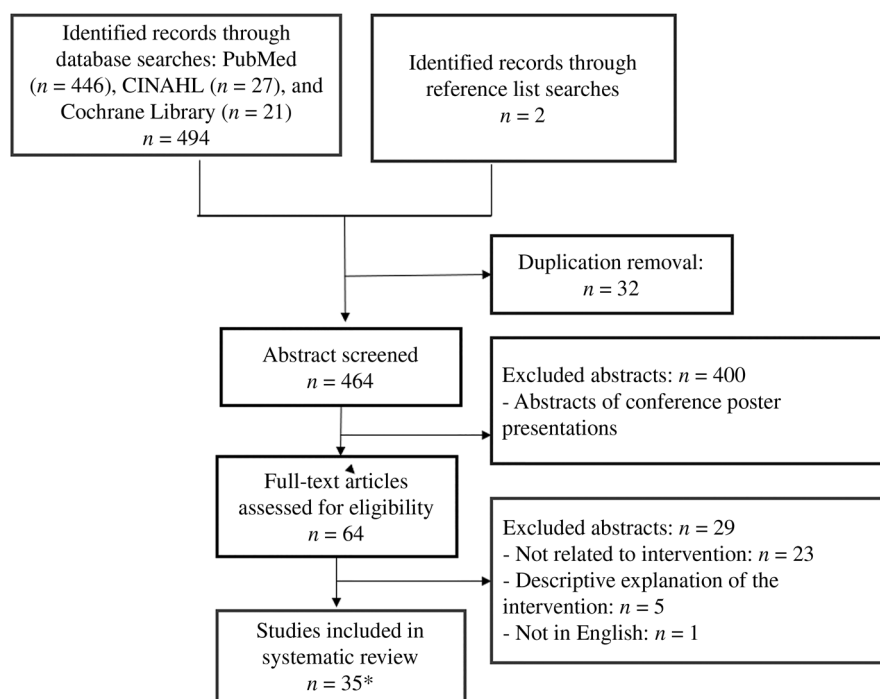 Identified records through
database searches: PubMed
(n = 446), CINAHL (n = 27), and
Cochrane Library (n = 21)
n = 494
Identified records through
reference list searches
n = 2
Duplication removal:
n = 32
Abstract screened
n = 464
Excluded abstracts: n = 400
- Abstracts of conference poster
presentations
Full-text articles
assessed for eligibility
n = 64
Excluded abstracts: n = 29
- Not related to intervention: n = 23
- Descriptive explanation of the
intervention: n = 5
- Not in English: n = 1
Studies included in
systematic review
n = 35*